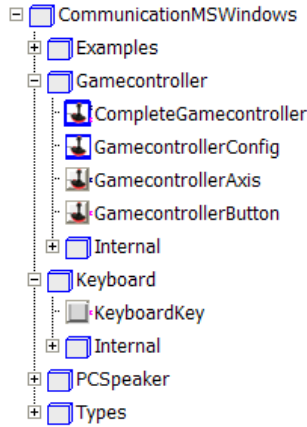 CommunicationMSWindows
Examples
Gamecontroller
CompleteGamecontroller
GamecontrollerConfig
GamecontrollerAxis
GamecontrollerButton
Internal
Keyboard
KeyboardKey
Internal
PCSpeaker
Types